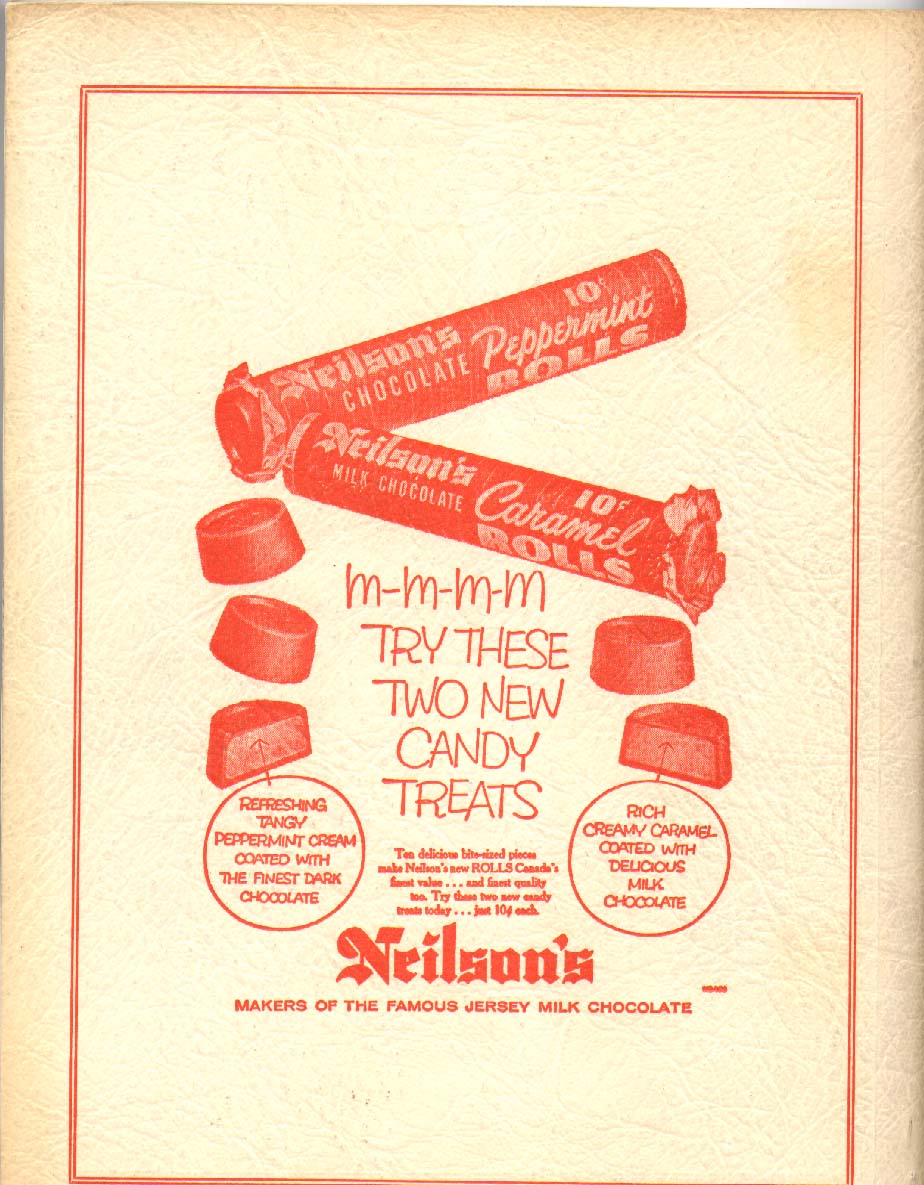 10¢
Neilson's Peppermint
CHOCOLATE ROLLS
Neilson's 10¢
MILK CHOCOLATE Caramel
ROLLS
M-M-M-M
TRY THESE
TWO NEW
CANDY
TREATS
REFRESHING
TANGY
PEPPERMINT CREAM
COATED WITH
THE FINEST DARK
CHOCOLATE
Ten delicious bite-sized pieces
make Neilson's new ROLLS Canada's
finest value . . . and finest quality
too. Try these two new candy
treats today . . . just 10¢ each.
RICH
CREAMY CARAMEL
COATED WITH
DELICIOUS
MILK
CHOCOLATE
Neilson's
MAKERS OF THE FAMOUS JERSEY MILK CHOCOLATE